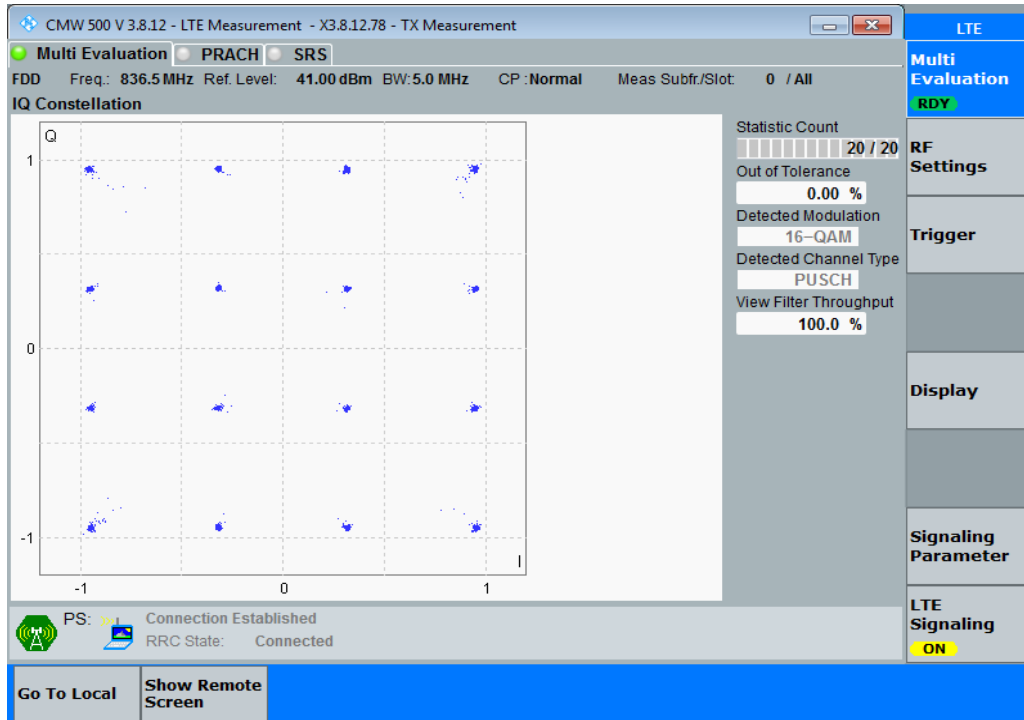 CMW 500 V 3.8.12 - LTE Measurement - X3.8.12.78 - TX Measurement
LTE
Multi Evaluation PRACH SRS
FDD Freq.: 836.5 MHz Ref. Level: 41.00 dBm BW: 5.0 MHz CP : Normal Meas Subfr./Slot: 0 / All
IQ Constellation
Q
1
0
-1
I
-1 0 1
Statistic Count
20 / 20
Out of Tolerance
0.00 %
Detected Modulation
16-QAM
Detected Channel Type
PUSCH
View Filter Throughput
100.0 %
Multi
Evaluation
RDY
RF
Settings
Trigger
Display
Signaling
Parameter
LTE
Signaling
ON
PS: Connection Established
RRC State: Connected
Go To Local
Show Remote
Screen